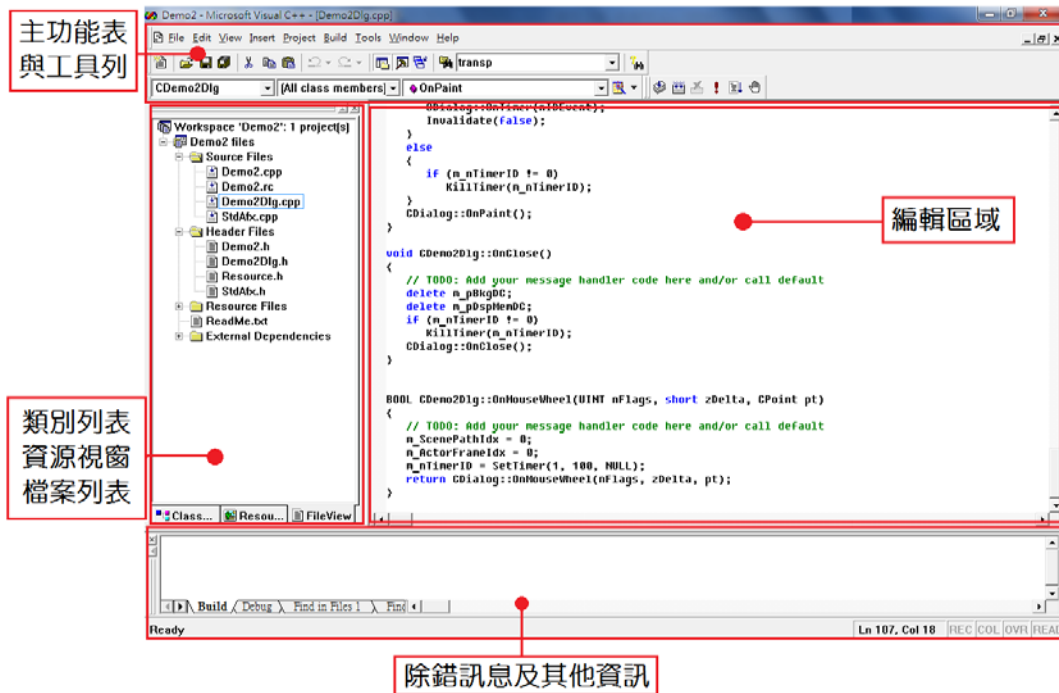 主功能表
與工具列
Demo2 - Microsoft Visual C++ - [Demo2Dlg.cpp]
File Edit View Insert Project Build Tools Window Help
transp
CDemo2Dlg [All class members] OnPaint
Workspace 'Demo2': 1 project(s)
Demo2 files
Source Files
Demo2.cpp
Demo2.rc
Demo2Dlg.cpp
StdAfx.cpp
Header Files
Demo2.h
Demo2Dlg.h
Resource.h
StdAfx.h
Resource Files
ReadMe.txt
External Dependencies
Class... Resou... FileView
類別列表
資源視窗
檔案列表
CDialog::OnTimer(nIDEvent);
Invalidate(false);
}
else
{
if (m_nTimerID != 0)
KillTimer(m_nTimerID);
}
CDialog::OnPaint();
}
void CDemo2Dlg::OnClose()
{
// TODO: Add your message handler code here and/or call default
delete m_pBkgDC;
delete m_pDspMemDC;
if (m_nTimerID != 0)
KillTimer(m_nTimerID);
CDialog::OnClose();
}
BOOL CDemo2Dlg::OnMouseWheel(UINT nFlags, short zDelta, CPoint pt)
{
// TODO: Add your message handler code here and/or call default
m_ScenePathIdx = 0;
m_ActorFrameIdx = 0;
m_nTimerID = SetTimer(1, 100, NULL);
return CDialog::OnMouseWheel(nFlags, zDelta, pt);
}
編輯區域
Build Debug Find in Files 1 Find
Ready Ln 107, Col 18 REC COL OVR READ
除錯訊息及其他資訊